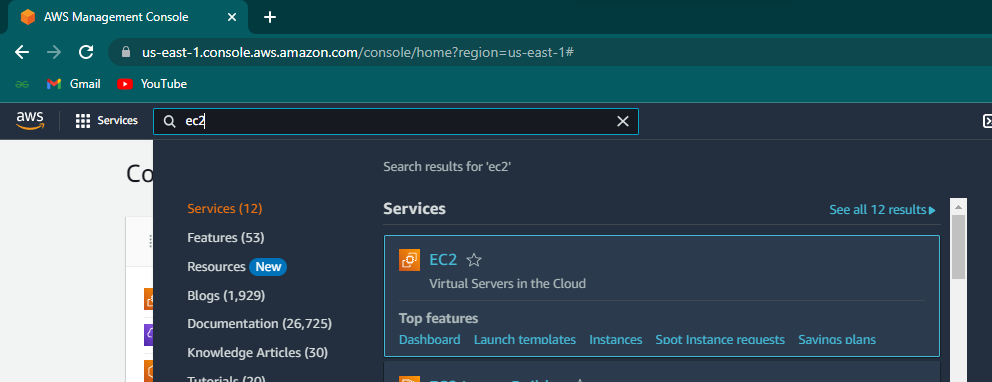 AWS Management Console
us-east-1.console.aws.amazon.com/console/home?region=us-east-1#
Gmail YouTube
aws Services ec2
Search results for 'ec2'
Co
Services (12)
Services See all 12 results
Features (53)
Resources New
EC2
Virtual Servers in the Cloud
Blogs (1,929)
Top features
Documentation (26,725)
Dashboard Launch templates Instances Spot Instance requests Savings plans
Knowledge Articles (30)
Tutorials (20)